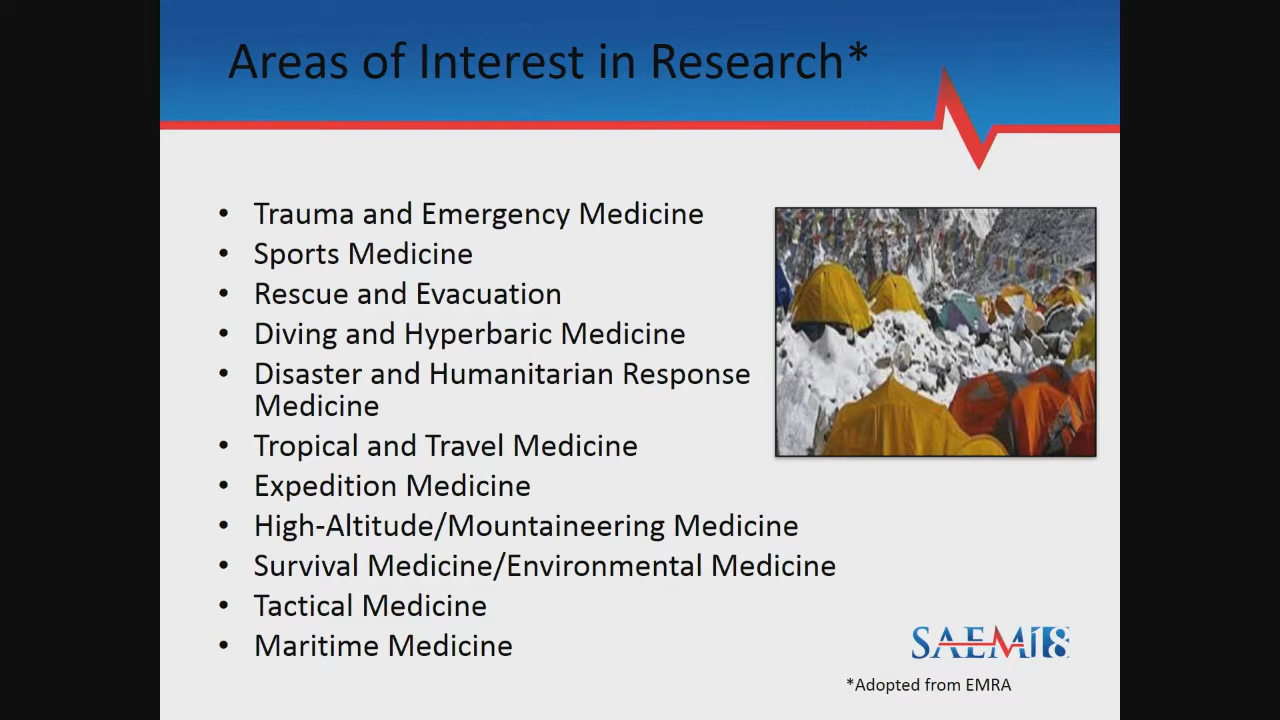 Areas of Interest in Research*
• Trauma and Emergency Medicine
• Sports Medicine
• Rescue and Evacuation
• Diving and Hyperbaric Medicine
• Disaster and Humanitarian Response
Medicine
• Tropical and Travel Medicine
• Expedition Medicine
• High-Altitude/Mountaineering Medicine
• Survival Medicine/Environmental Medicine
• Tactical Medicine
• Maritime Medicine
SAEM18
*Adopted from EMRA